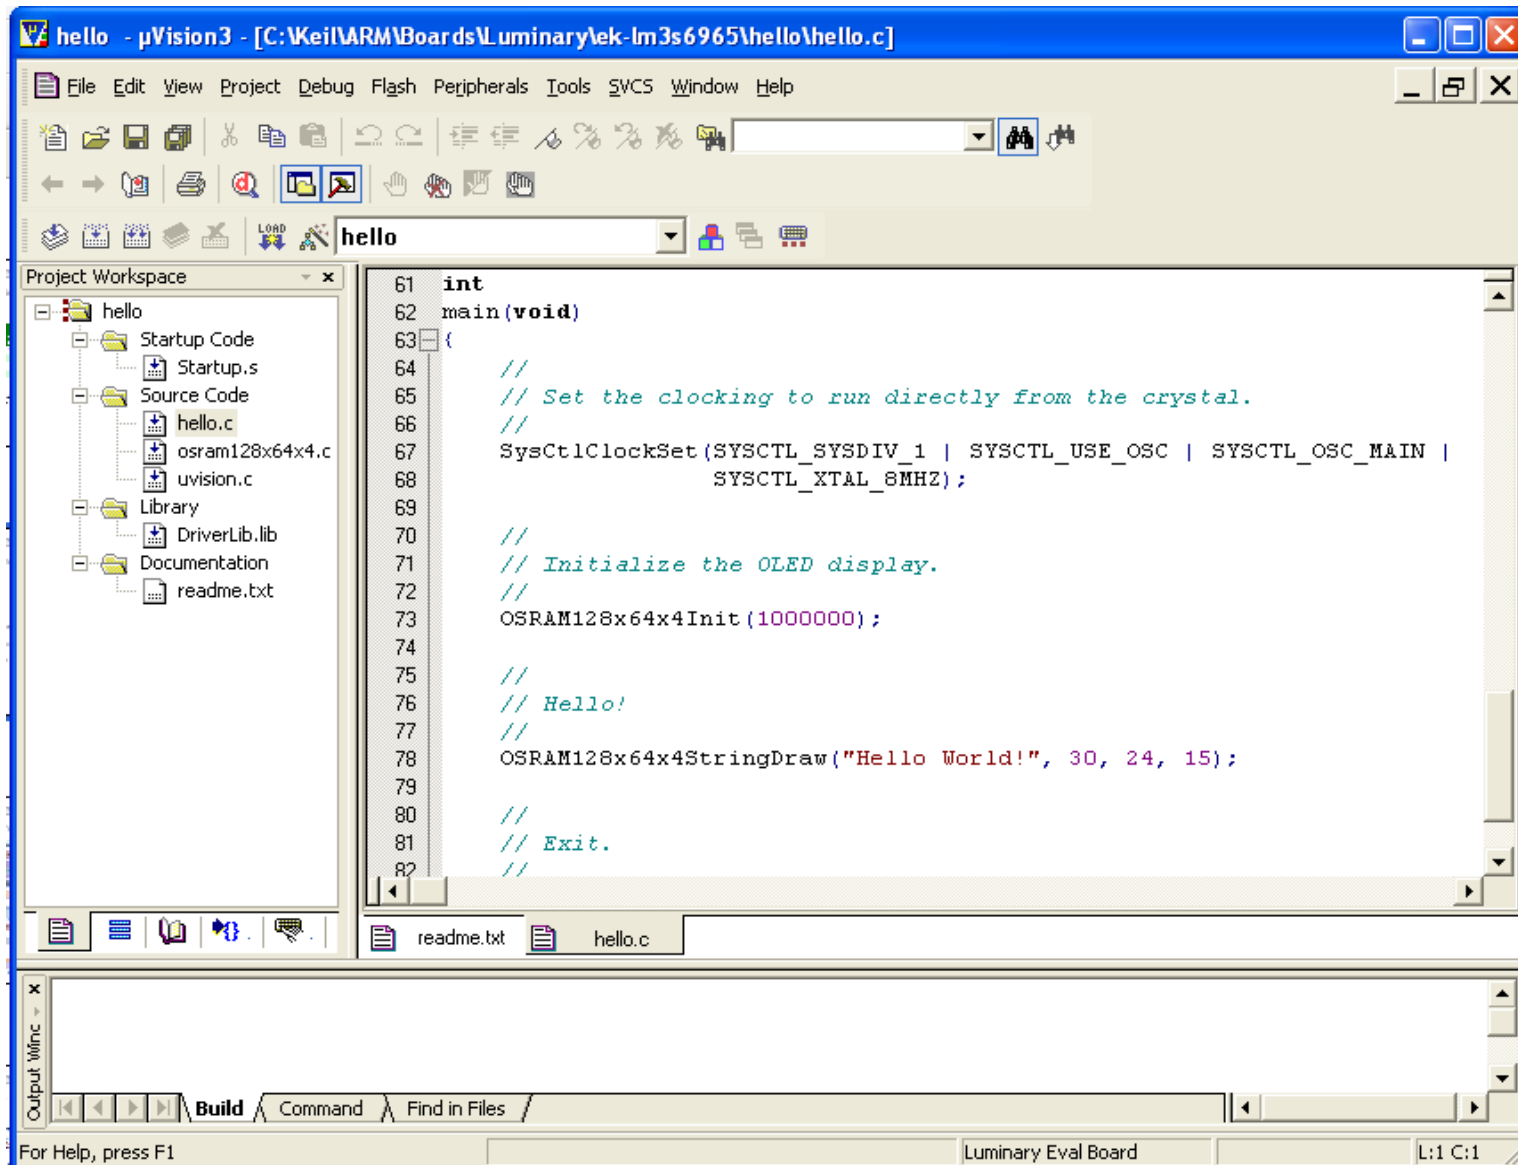 hello - µVision3 - [C:\Keil\ARM\Boards\Luminary\ek-lm3s6965\hello\hello.c]
File Edit View Project Debug Flash Peripherals Tools SVCS Window Help
LOAD
hello
Project Workspace
hello
Startup Code
Startup.s
Source Code
hello.c
osram128x64x4.c
uvision.c
Library
DriverLib.lib
Documentation
readme.txt
61 int
62 main(void)
63 {
64 //
65 // Set the clocking to run directly from the crystal.
66 //
67 SysCtlClockSet(SYSCTL_SYSDIV_1 | SYSCTL_USE_OSC | SYSCTL_OSC_MAIN |
68 SYSCTL_XTAL_8MHZ);
69
70 //
71 // Initialize the OLED display.
72 //
73 OSRAM128x64x4Init(1000000);
74
75 //
76 // Hello!
77 //
78 OSRAM128x64x4StringDraw("Hello World!", 30, 24, 15);
79
80 //
81 // Exit.
82 //
readme.txt hello.c
Output Winc
Build Command Find in Files
For Help, press F1 Luminary Eval Board L:1 C:1